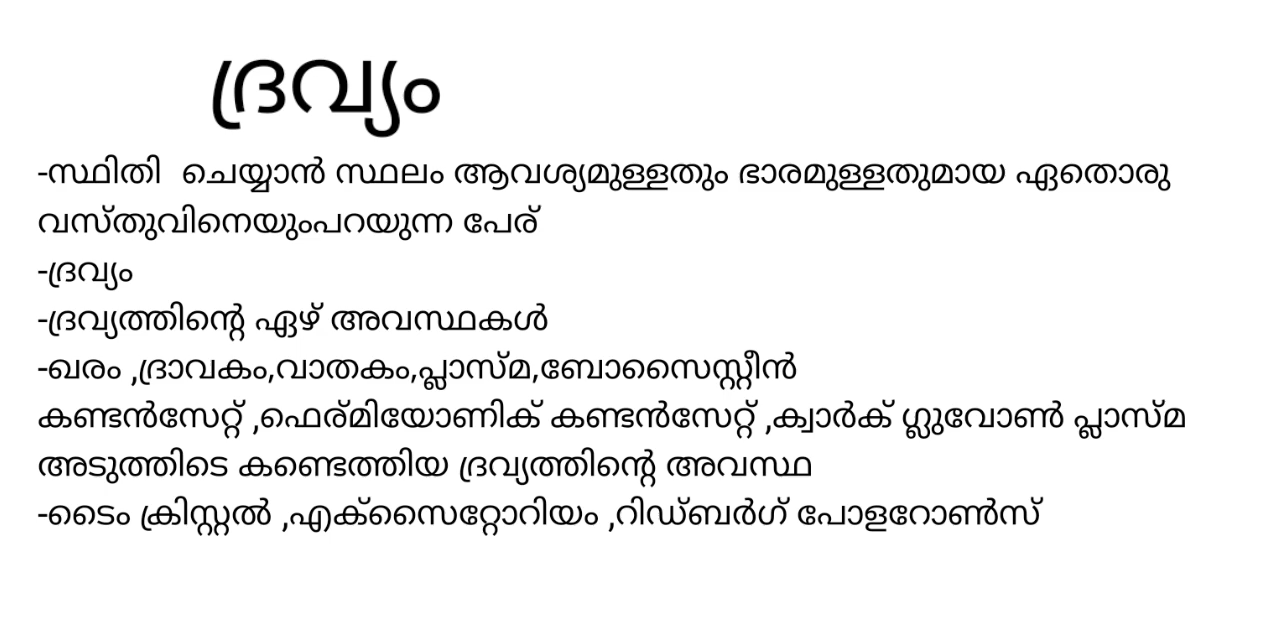 ദ്രവ്യം
-സ്ഥിതി  ചെയ്യാൻ സ്ഥലം ആവശ്യമുള്ളതും ഭാരമുള്ളതുമായ ഏതൊരു
വസ്തുവിനെയുംപറയുന്ന പേര്
-ദ്രവ്യം
-ദ്രവ്യത്തിന്റെ ഏഴ് അവസ്ഥകൾ
-ഖരം ,ദ്രാവകം,വാതകം,പ്ലാസ്മ,ബോസൈസ്റ്റീൻ
കണ്ടൻസേറ്റ് ,ഫെര്മിയോണിക് കണ്ടൻസേറ്റ് ,ക്വാർക് ഗ്ലുവോൺ പ്ലാസ്മ
അടുത്തിടെ കണ്ടെത്തിയ ദ്രവ്യത്തിന്റെ അവസ്ഥ
-ടൈം ക്രിസ്റ്റൽ ,എക്സൈറ്റോറിയം ,റിഡ്ബർഗ് പോളറോൺസ്